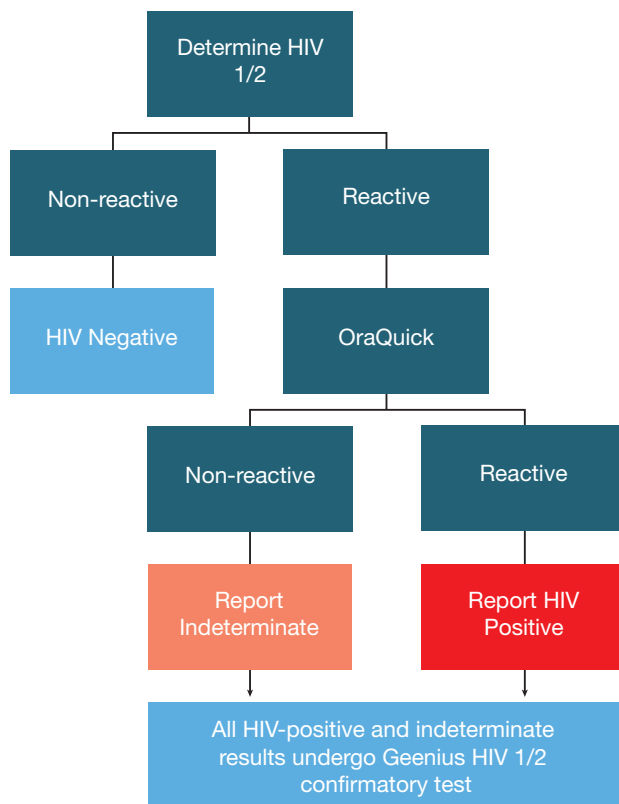 Determine HIV
1/2
Non-reactive
Reactive
HIV Negative
OraQuick
Non-reactive
Reactive
Report
Indeterminate
Report HIV
Positive
All HIV-positive and indeterminate
results undergo Geenius HIV 1/2
confirmatory test